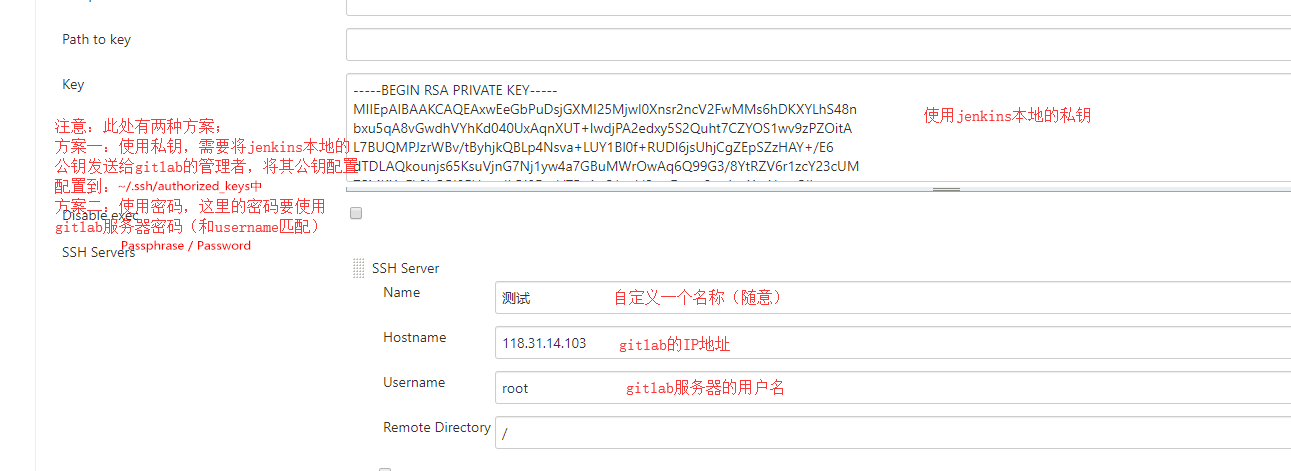 Path to key
Key
-----BEGIN RSA PRIVATE KEY-----
MIIEpAIBAAKCAQEAxwEeGbPuDsjGXMI25Mjwl0Xnsr2ncV2FwMMs6hDKXYLhS48n
bxu5qA8vGwdhVYhKd040UxAqnXUT+IwdjPA2edxy5S2Quht7CZYOS1wv9zPZOitA
L7BUQMPJzrWBv/tByhjkQBLp4Nsva+LUY1BI0f+RUDI6jsUhjCgZEpSZzHAY+/E6
dTDLAQkounjs65KsuVjnG7Nj1yw4a7GBuMWrOwAq6Q99G3/8YtRZV6r1zcY23cUM
使用jenkins本地的私钥
注意：此处有两种方案；
方案一：使用私钥，需要将jenkins本地的
公钥发送给gitlab的管理者，将其公钥配置
配置到：~/.ssh/authorized_keys中
方案二：使用密码，这里的密码要使用
gitlab服务器密码（和username匹配）
Passphrase / Password
Disable exec
SSH Servers
SSH Server
Name
测试
自定义一个名称（随意）
Hostname
118.31.14.103
gitlab的IP地址
Username
root
gitlab服务器的用户名
Remote Directory
/